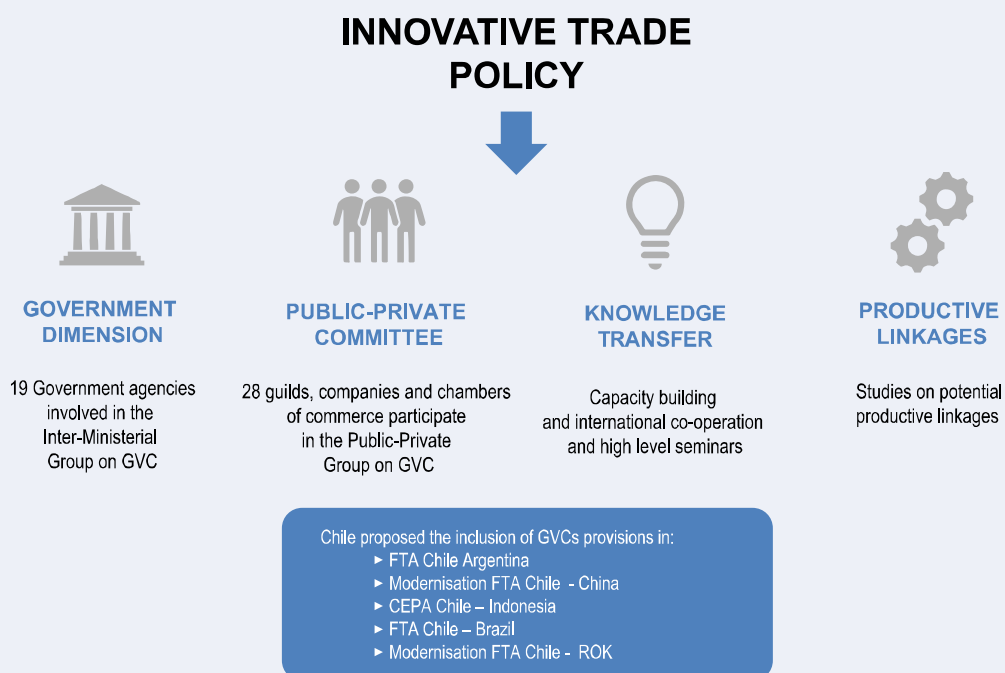 INNOVATIVE TRADE
POLICY
GOVERNMENT
DIMENSION
19 Government agencies
involved in the
Inter-Ministerial
Group on GVC
PUBLIC-PRIVATE
COMMITTEE
28 guilds, companies and chambers
of commerce participate
in the Public-Private
Group on GVC
KNOWLEDGE
TRANSFER
Capacity building
and international co-operation
and high level seminars
PRODUCTIVE
LINKAGES
Studies on potential
productive linkages
Chile proposed the inclusion of GVCs provisions in:
► FTA Chile Argentina
► Modernisation FTA Chile - China
► CEPA Chile – Indonesia
► FTA Chile – Brazil
► Modernisation FTA Chile - ROK